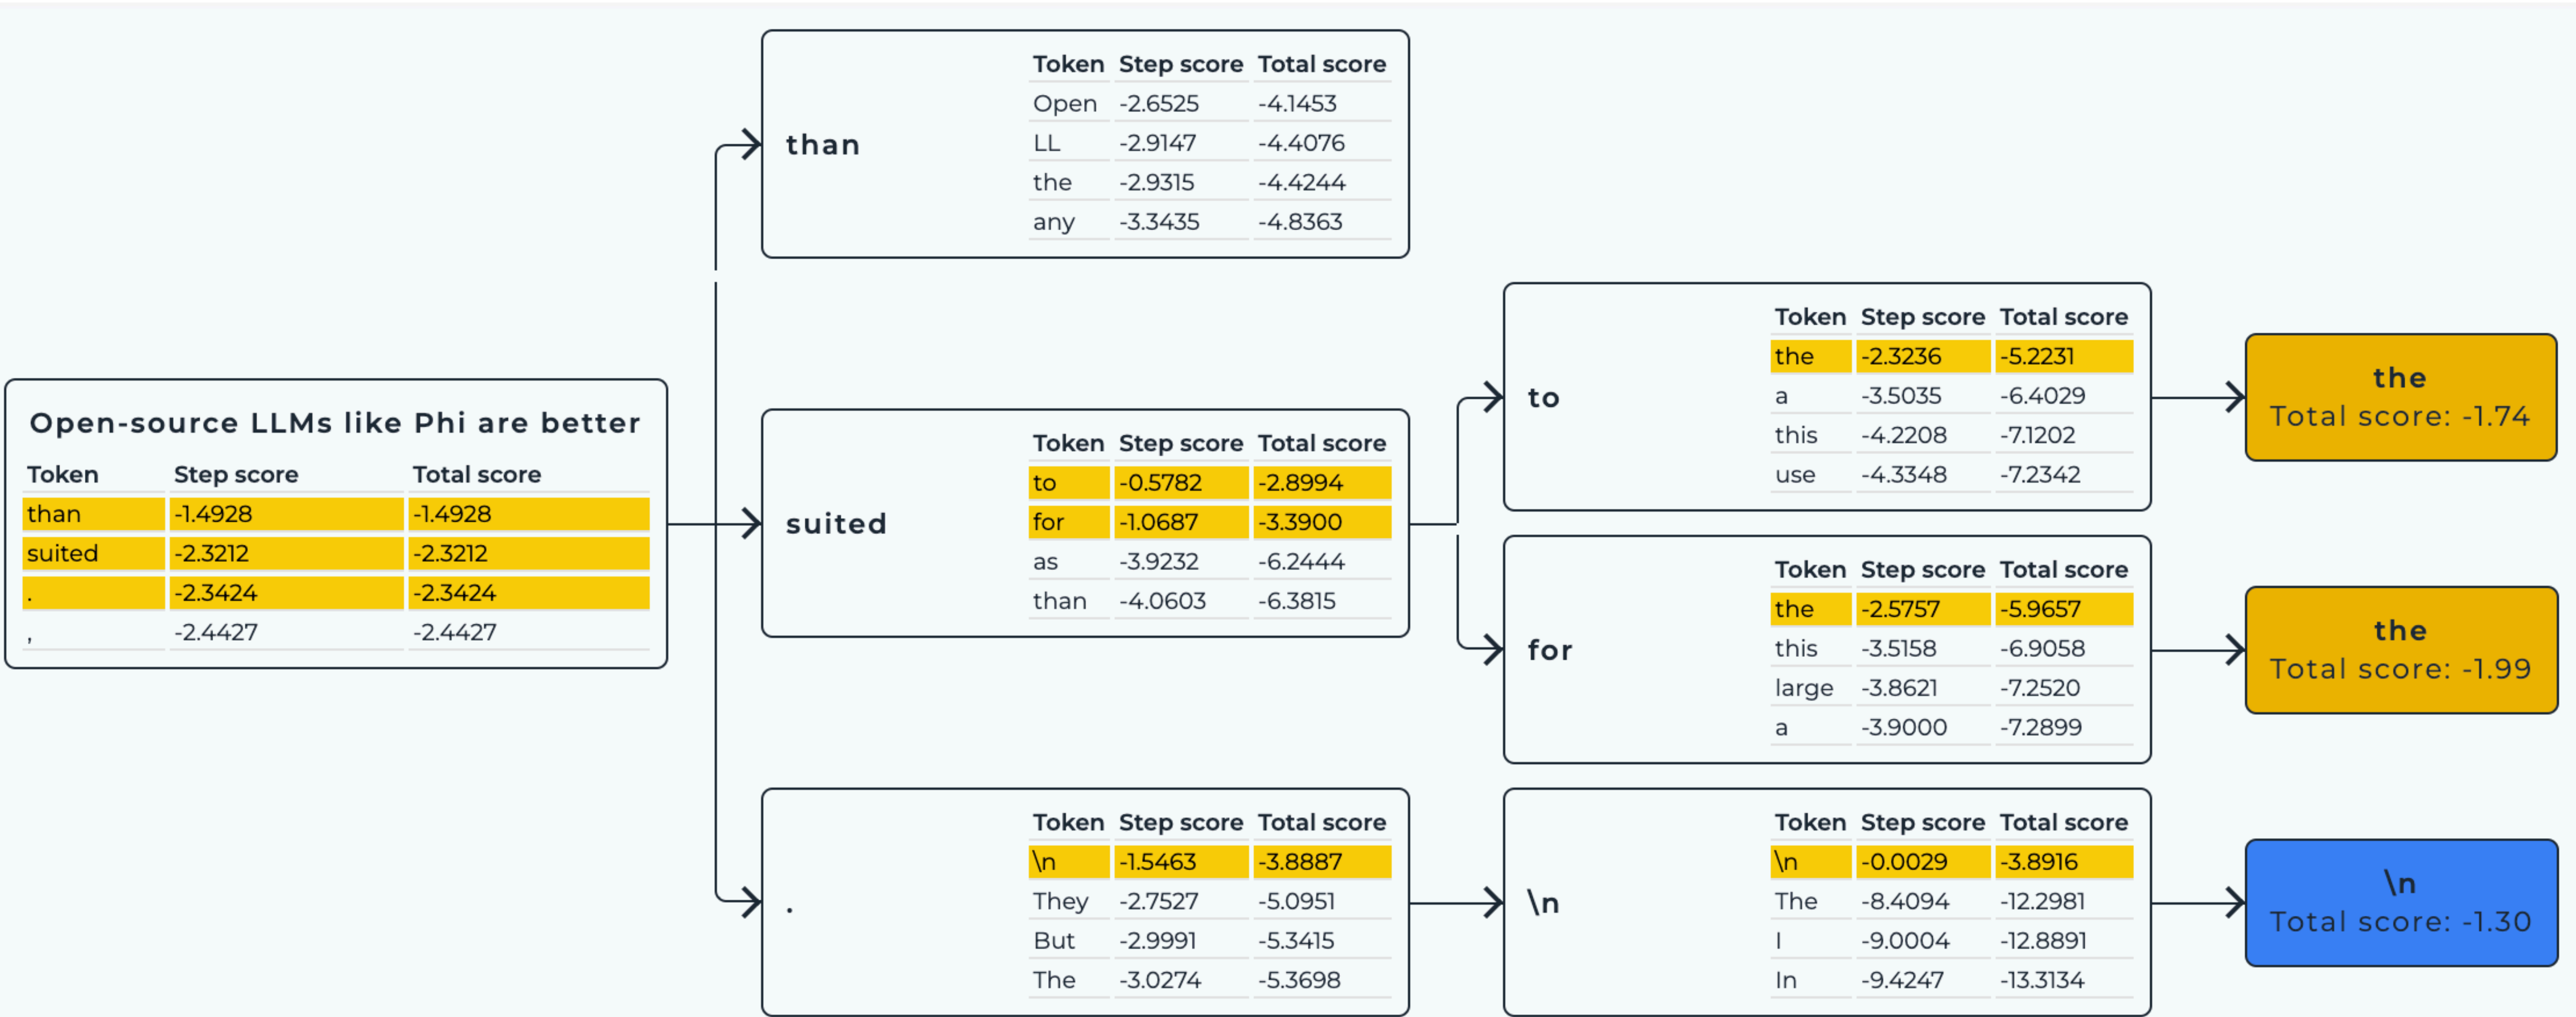 Open-source LLMs like Phi are better
Token Step score Total score
than -1.4928 -1.4928
suited -2.3212 -2.3212
. -2.3424 -2.3424
, -2.4427 -2.4427
than
Token Step score Total score
Open -2.6525 -4.1453
LL -2.9147 -4.4076
the -2.9315 -4.4244
any -3.3435 -4.8363
suited
Token Step score Total score
to -0.5782 -2.8994
for -1.0687 -3.3900
as -3.9232 -6.2444
than -4.0603 -6.3815
.
Token Step score Total score
\n -1.5463 -3.8887
They -2.7527 -5.0951
But -2.9991 -5.3415
The -3.0274 -5.3698
to
Token Step score Total score
the -2.3236 -5.2231
a -3.5035 -6.4029
this -4.2208 -7.1202
use -4.3348 -7.2342
for
Token Step score Total score
the -2.5757 -5.9657
this -3.5158 -6.9058
large -3.8621 -7.2520
a -3.9000 -7.2899
\n
Token Step score Total score
\n -0.0029 -3.8916
The -8.4094 -12.2981
I -9.0004 -12.8891
In -9.4247 -13.3134
the
Total score: -1.74
the
Total score: -1.99
\n
Total score: -1.30